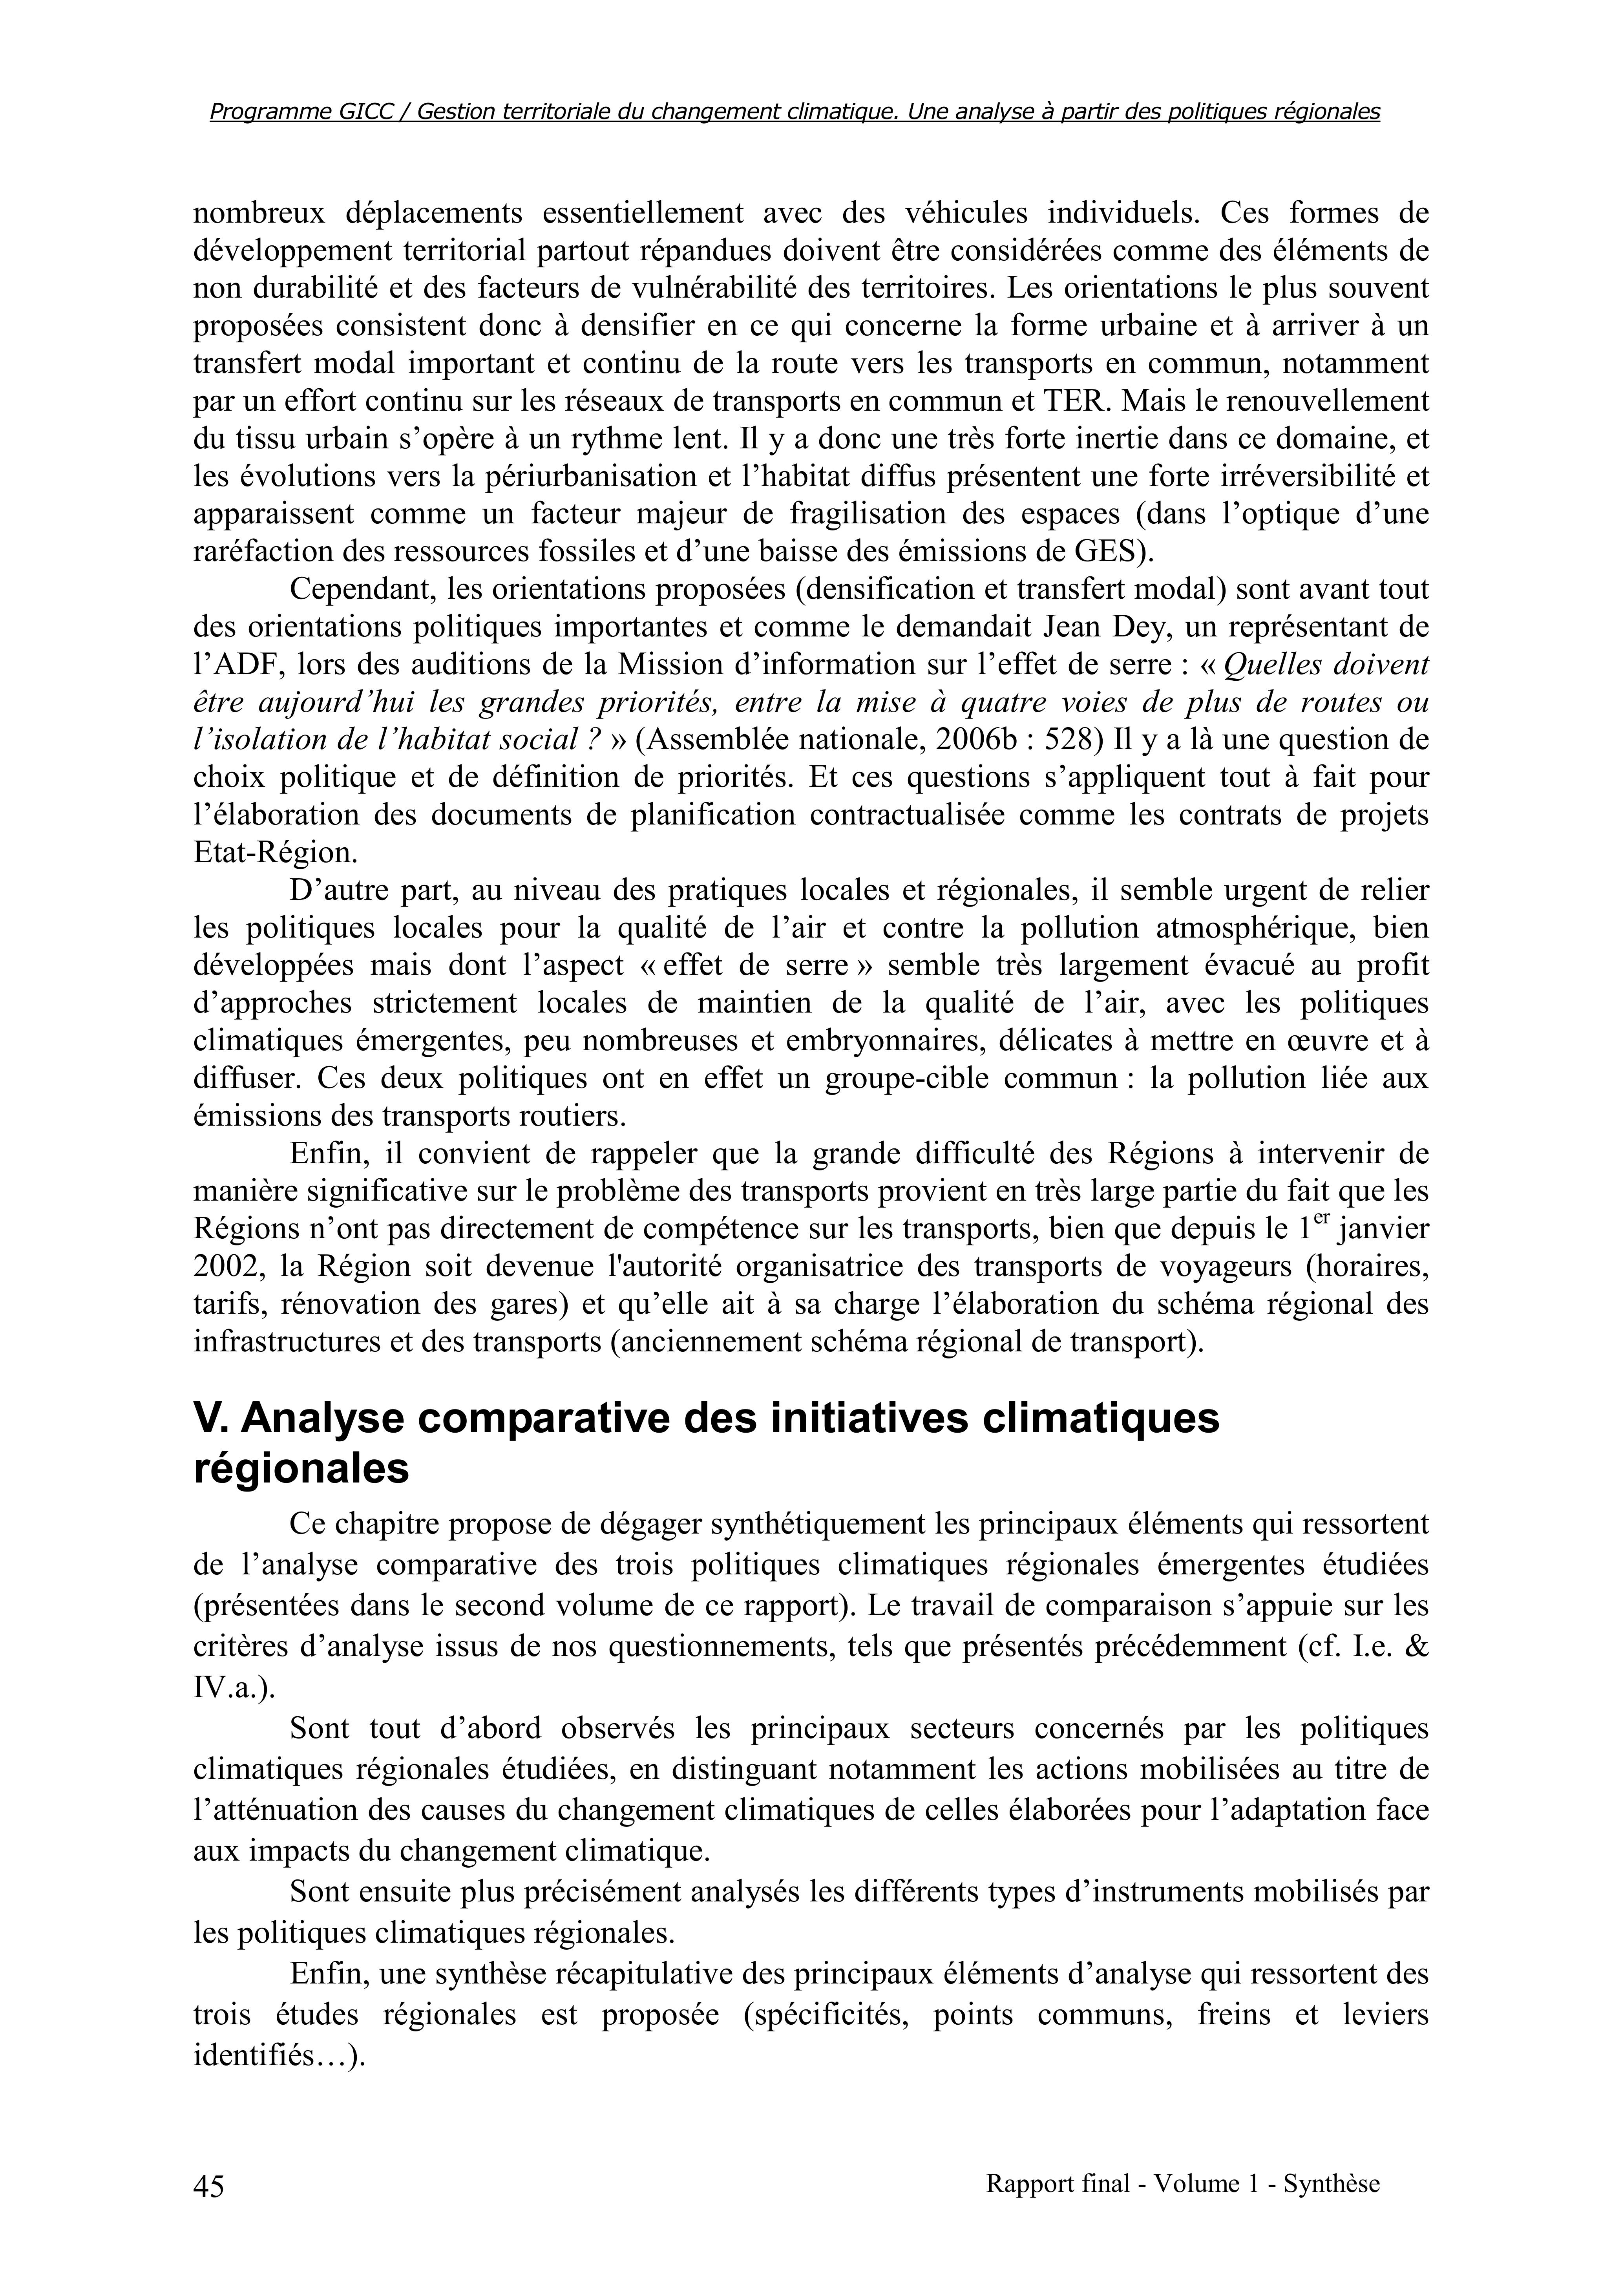 Programme GICC / Gestion territoriale du changement climatique. Une analyse à partir des politiques régionales
nombreux déplacements essentiellement avec des véhicules individuels. Ces formes de
développement territorial partout répandues doivent être considérées comme des éléments de
non durabilité et des facteurs de vulnérabilité des territoires. Les orientations le plus souvent
proposées consistent donc à densifier en ce qui concerne la forme urbaine et à arriver à un
transfert modal important et continu de la route vers les transports en commun, notamment
par un effort continu sur les réseaux de transports en commun et TER. Mais le renouvellement
du tissu urbain s’opère à un rythme lent. Il y a donc une très forte inertie dans ce domaine, et
les évolutions vers la périurbanisation et l’habitat diffus présentent une forte irréversibilité et
apparaissent comme un facteur majeur de fragilisation des espaces (dans l’optique d’une
raréfaction des ressources fossiles et d’une baisse des émissions de GES).
Cependant, les orientations proposées (densification et transfert modal) sont avant tout
des orientations politiques importantes et comme le demandait Jean Dey, un représentant de
l’ADF, lors des auditions de la Mission d’information sur l’effet de serre : « Quelles doivent
être aujourd’hui les grandes priorités, entre la mise à quatre voies de plus de routes ou
l’isolation de l’habitat social ? » (Assemblée nationale, 2006b : 528) Il y a là une question de
choix politique et de définition de priorités. Et ces questions s’appliquent tout à fait pour
l’élaboration des documents de planification contractualisée comme les contrats de projets
Etat-Région.
D’autre part, au niveau des pratiques locales et régionales, il semble urgent de relier
les politiques locales pour la qualité de l’air et contre la pollution atmosphérique, bien
développées mais dont l’aspect « effet de serre » semble très largement évacué au profit
d’approches strictement locales de maintien de la qualité de l’air, avec les politiques
climatiques émergentes, peu nombreuses et embryonnaires, délicates à mettre en œuvre et à
diffuser. Ces deux politiques ont en effet un groupe-cible commun : la pollution liée aux
émissions des transports routiers.
Enfin, il convient de rappeler que la grande difficulté des Régions à intervenir de
manière significative sur le problème des transports provient en très large partie du fait que les
Régions n’ont pas directement de compétence sur les transports, bien que depuis le 1er janvier
2002, la Région soit devenue l'autorité organisatrice des transports de voyageurs (horaires,
tarifs, rénovation des gares) et qu’elle ait à sa charge l’élaboration du schéma régional des
infrastructures et des transports (anciennement schéma régional de transport).
V. Analyse comparative des initiatives climatiques
régionales
Ce chapitre propose de dégager synthétiquement les principaux éléments qui ressortent
de l’analyse comparative des trois politiques climatiques régionales émergentes étudiées
(présentées dans le second volume de ce rapport). Le travail de comparaison s’appuie sur les
critères d’analyse issus de nos questionnements, tels que présentés précédemment (cf. I.e. &
IV.a.).
Sont tout d’abord observés les principaux secteurs concernés par les politiques
climatiques régionales étudiées, en distinguant notamment les actions mobilisées au titre de
l’atténuation des causes du changement climatiques de celles élaborées pour l’adaptation face
aux impacts du changement climatique.
Sont ensuite plus précisément analysés les différents types d’instruments mobilisés par
les politiques climatiques régionales.
Enfin, une synthèse récapitulative des principaux éléments d’analyse qui ressortent des
trois études régionales est proposée (spécificités, points communs, freins et leviers
identifiés…).
45
Rapport final - Volume 1 - Synthèse